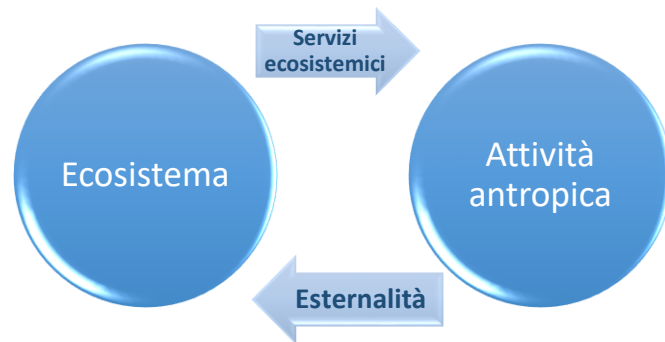 Servizi
ecosistemici
Ecosistema
Attività
antropica
Esternalità